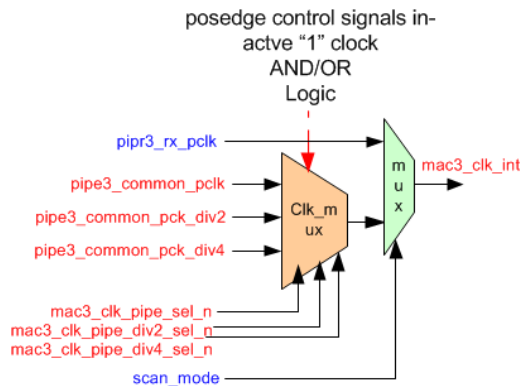 posedge control signals in-
actve “1” clock
AND/OR
Logic
pipr3_rx_pclk
pipe3_common_pclk
pipe3_common_pck_div2
pipe3_common_pck_div4
Clk_m
ux
m
u
x
mac3_clk_int
mac3_clk_pipe_sel_n
mac3_clk_pipe_div2_sel_n
mac3_clk_pipe_div4_sel_n
scan_mode